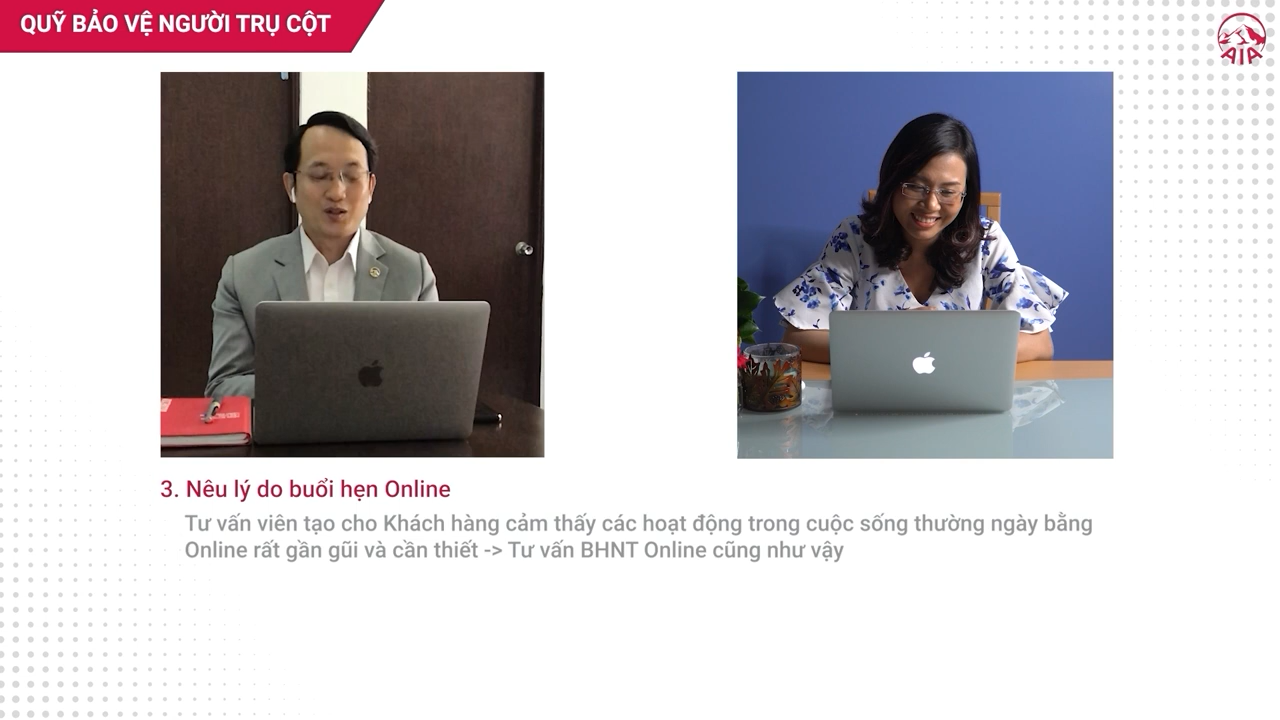 QUỸ BẢO VỆ NGƯỜI TRỤ CỘT
AIA
3. Nêu lý do buổi hẹn Online
Tư vấn viên tạo cho Khách hàng cảm thấy các hoạt động trong cuộc sống thường ngày bằng
Online rất gần gũi và cần thiết -> Tư vấn BHNT Online cũng như vậy